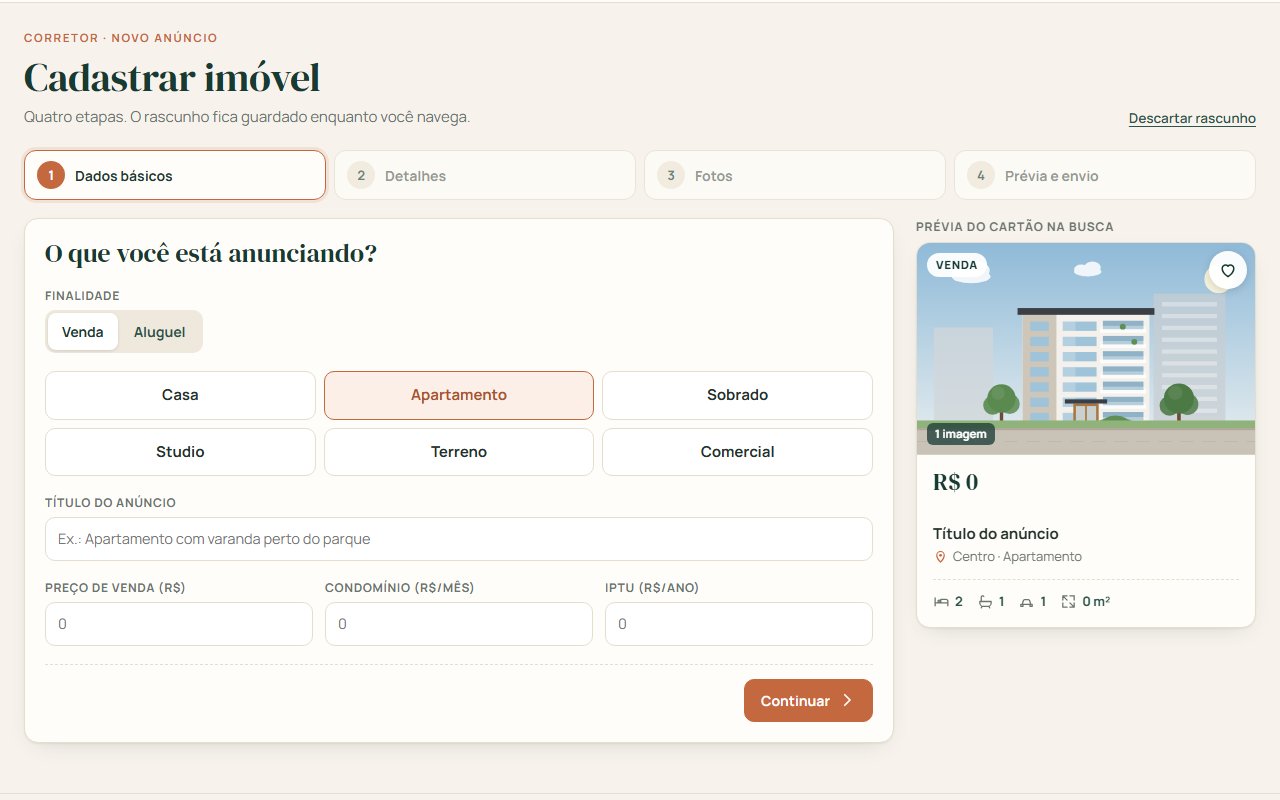 CORRETOR · NOVO ANÚNCIO
Cadastrar imóvel
Quatro etapas. O rascunho fica guardado enquanto você navega.
Descartar rascunho
1 Dados básicos
2 Detalhes
3 Fotos
4 Prévia e envio
O que você está anunciando?
FINALIDADE
Venda Aluguel
Casa Apartamento Sobrado
Studio Terreno Comercial
TÍTULO DO ANÚNCIO
Ex.: Apartamento com varanda perto do parque
PREÇO DE VENDA (R$) CONDOMÍNIO (R$/MÊS) IPTU (R$/ANO)
0 0 0
Continuar
PRÉVIA DO CARTÃO NA BUSCA
VENDA
1 imagem
R$ 0
Título do anúncio
Centro · Apartamento
2 1 1 0 m²